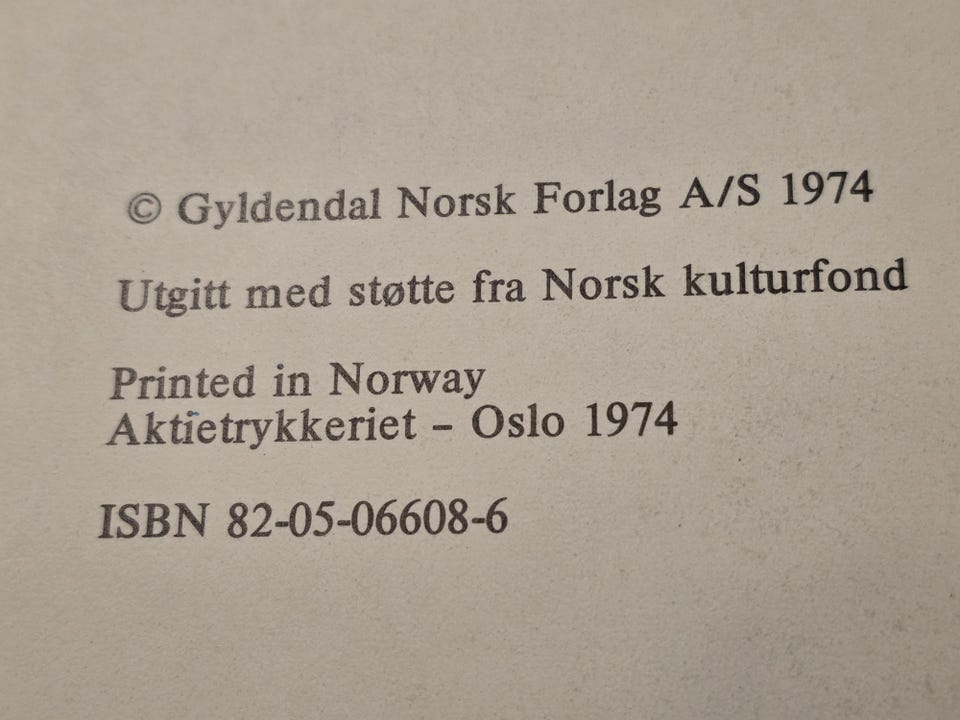 © Gyldendal Norsk Forlag A/S 1974
Utgitt med støtte fra Norsk kulturfond
Printed in Norway
Aktietrykkeriet – Oslo 1974
ISBN 82-05-06608-6